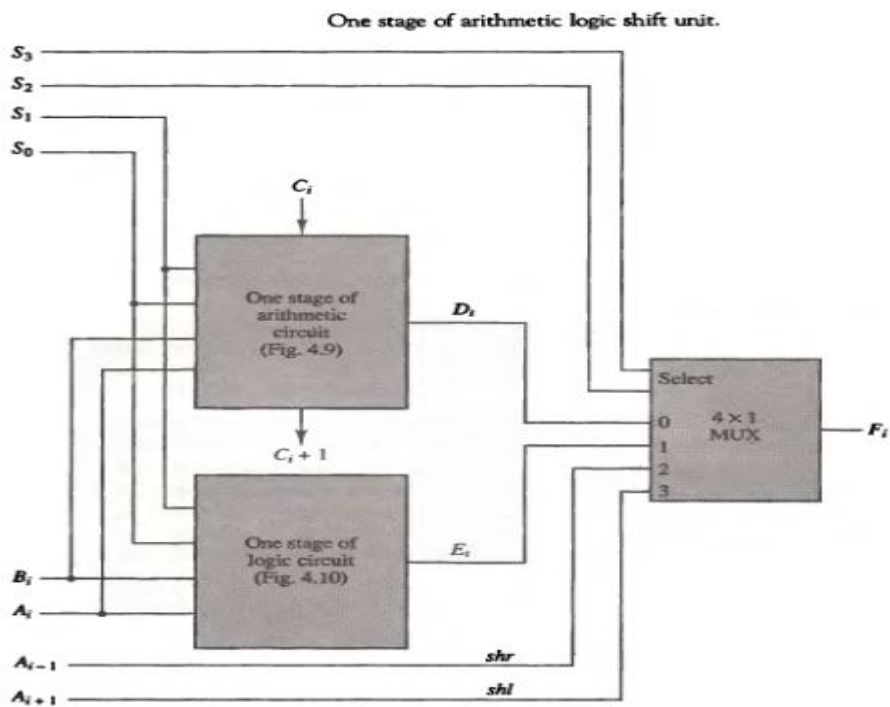 One stage of arithmetic logic shift unit.
S₃
S₂
S₁
S₀
Cᵢ
One stage of
arithmetic
circuit
(Fig. 4.9)
Dᵢ
Select
0
1
2
3
4 × 1
MUX
Fᵢ
Cᵢ + 1
One stage of
logic circuit
(Fig. 4.10)
Eᵢ
Bᵢ
Aᵢ
Aᵢ₋₁
shr
Aᵢ₊₁
shl